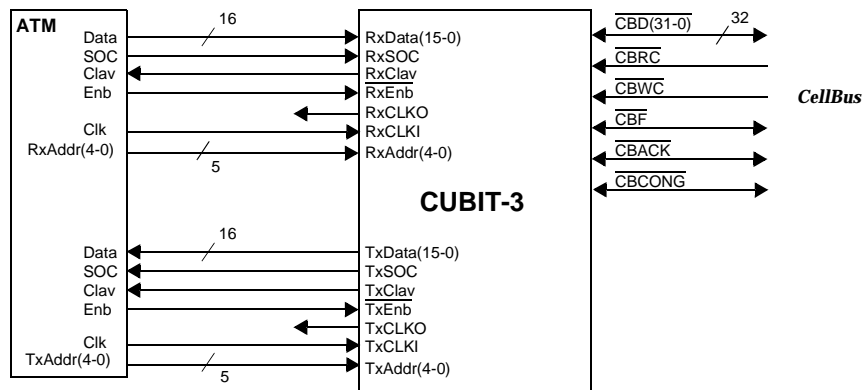 ATM
16
Data RxData(15-0)
SOC RxSOC
Clav RxClav
Enb RxEnb
RxCLKO
Clk RxCLKI
RxAddr(4-0) RxAddr(4-0)
5
CUBIT-3
CBD(31-0) 32
CBRC
CBWC
CellBus
CBF
CBACK
CBCONG
16
Data TxData(15-0)
SOC TxSOC
Clav TxClav
Enb TxEnb
TxCLKO
Clk TxCLKI
TxAddr(4-0) TxAddr(4-0)
5